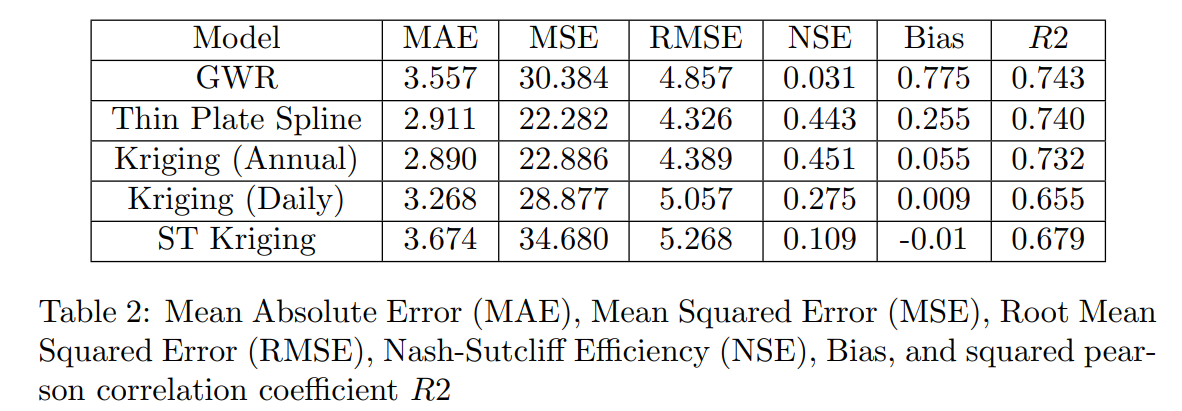 Model MAE MSE RMSE NSE Bias R2
GWR 3.557 30.384 4.857 0.031 0.775 0.743
Thin Plate Spline 2.911 22.282 4.326 0.443 0.255 0.740
Kriging (Annual) 2.890 22.886 4.389 0.451 0.055 0.732
Kriging (Daily) 3.268 28.877 5.057 0.275 0.009 0.655
ST Kriging 3.674 34.680 5.268 0.109 -0.01 0.679
Table 2: Mean Absolute Error (MAE), Mean Squared Error (MSE), Root Mean
Squared Error (RMSE), Nash-Sutcliff Efficiency (NSE), Bias, and squared pear-
son correlation coefficient R2